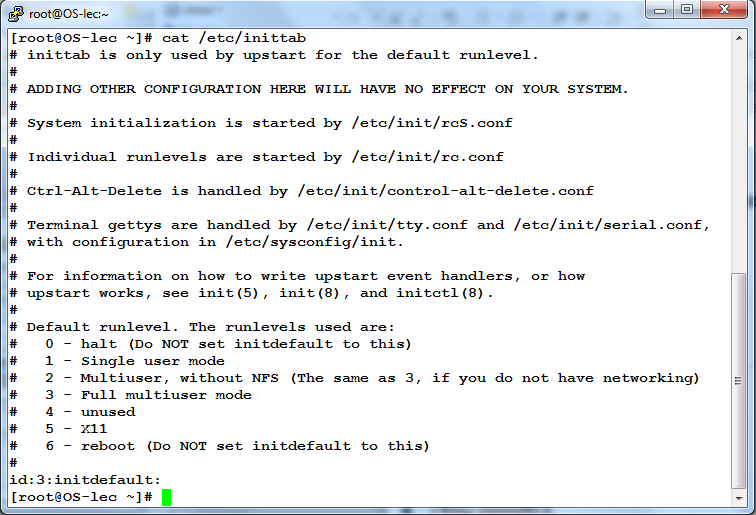 root@OS-lec:~
[root@OS-lec ~]# cat /etc/inittab
# inittab is only used by upstart for the default runlevel.
#
# ADDING OTHER CONFIGURATION HERE WILL HAVE NO EFFECT ON YOUR SYSTEM.
#
# System initialization is started by /etc/init/rcS.conf
#
# Individual runlevels are started by /etc/init/rc.conf
#
# Ctrl-Alt-Delete is handled by /etc/init/control-alt-delete.conf
#
# Terminal gettys are handled by /etc/init/tty.conf and /etc/init/serial.conf,
# with configuration in /etc/sysconfig/init.
#
# For information on how to write upstart event handlers, or how
# upstart works, see init(5), init(8), and initctl(8).
#
# Default runlevel. The runlevels used are:
#   0 - halt (Do NOT set initdefault to this)
#   1 - Single user mode
#   2 - Multiuser, without NFS (The same as 3, if you do not have networking)
#   3 - Full multiuser mode
#   4 - unused
#   5 - X11
#   6 - reboot (Do NOT set initdefault to this)
#
id:3:initdefault:
[root@OS-lec ~]#